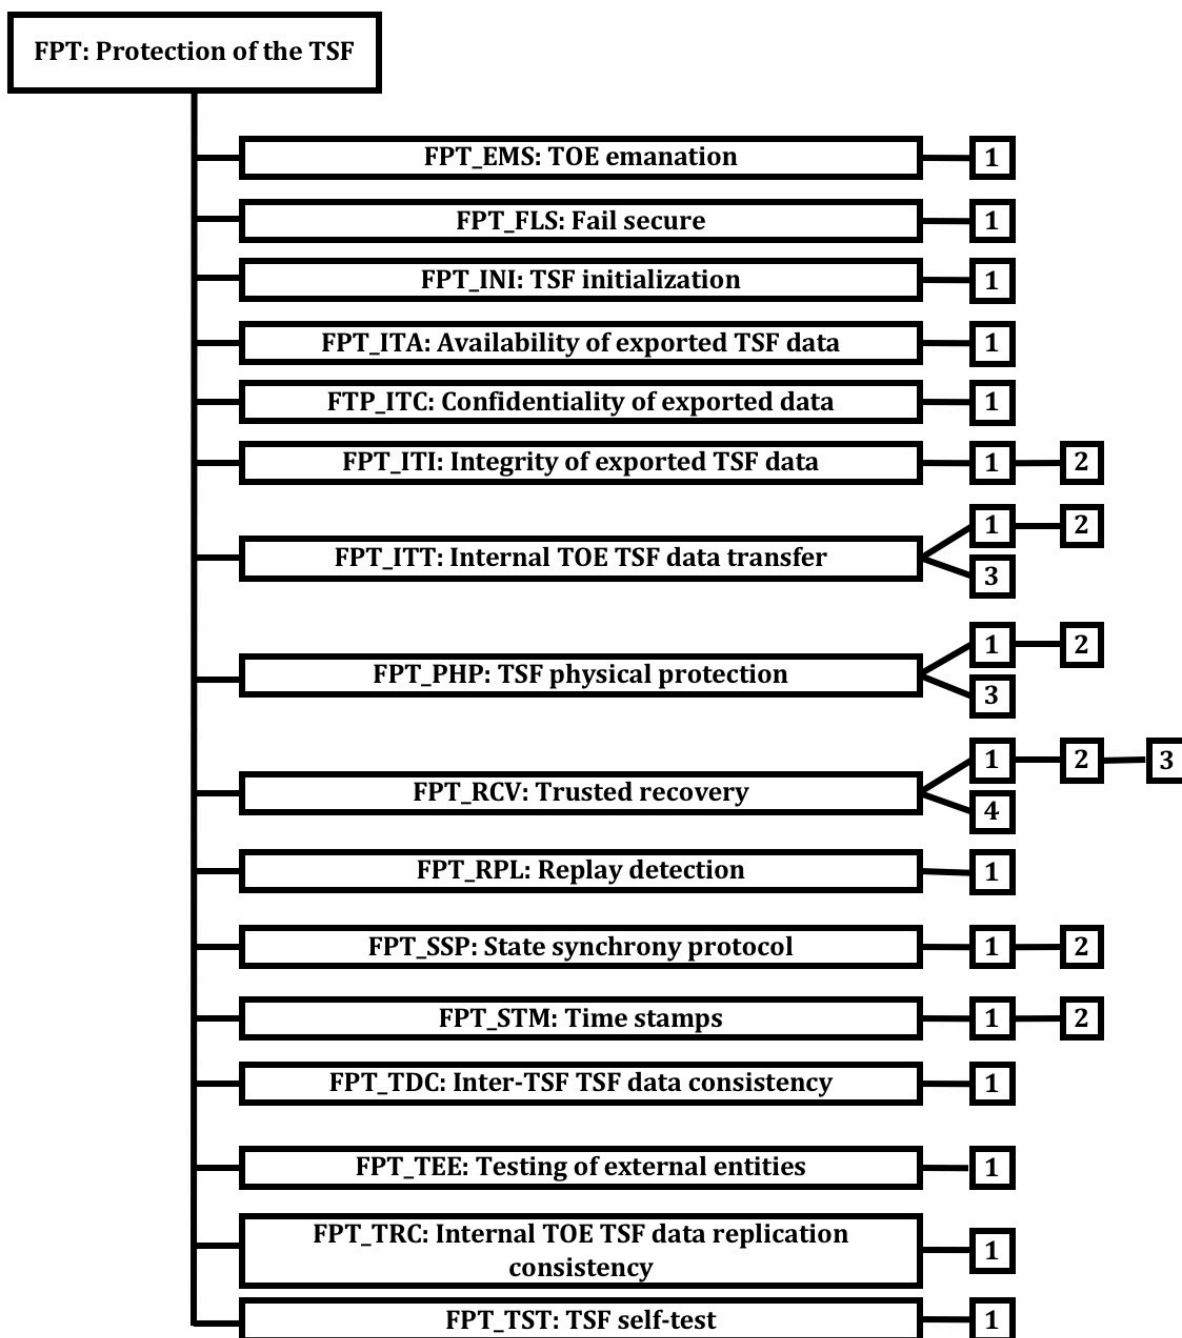 FPT: Protection of the TSF
FPT_EMS: TOE emanation 1
FPT_FLS: Fail secure 1
FPT_INI: TSF initialization 1
FPT_ITA: Availability of exported TSF data 1
FTP_ITC: Confidentiality of exported data 1
FPT_ITI: Integrity of exported TSF data 1 2
1 2
FPT_ITT: Internal TOE TSF data transfer
3
1 2
FPT_PHP: TSF physical protection
3
1 2 3
FPT_RCV: Trusted recovery
4
FPT_RPL: Replay detection 1
FPT_SSP: State synchrony protocol 1 2
FPT_STM: Time stamps 1 2
FPT_TDC: Inter-TSF TSF data consistency 1
FPT_TEE: Testing of external entities 1
FPT_TRC: Internal TOE TSF data replication
consistency 1
FPT_TST: TSF self-test 1